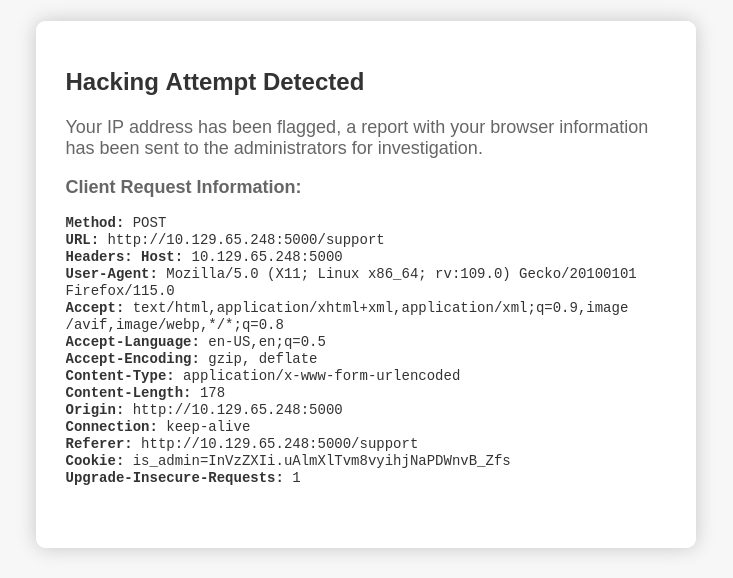 Hacking Attempt Detected
Your IP address has been flagged, a report with your browser information
has been sent to the administrators for investigation.
Client Request Information:
Method: POST
URL: http://10.129.65.248:5000/support
Headers: Host: 10.129.65.248:5000
User-Agent: Mozilla/5.0 (X11; Linux x86_64; rv:109.0) Gecko/20100101
Firefox/115.0
Accept: text/html,application/xhtml+xml,application/xml;q=0.9,image
/avif,image/webp,*/*;q=0.8
Accept-Language: en-US,en;q=0.5
Accept-Encoding: gzip, deflate
Content-Type: application/x-www-form-urlencoded
Content-Length: 178
Origin: http://10.129.65.248:5000
Connection: keep-alive
Referer: http://10.129.65.248:5000/support
Cookie: is_admin=InVzZXIi.uAlmXlTvm8vyihjNaPDWnvB_Zfs
Upgrade-Insecure-Requests: 1